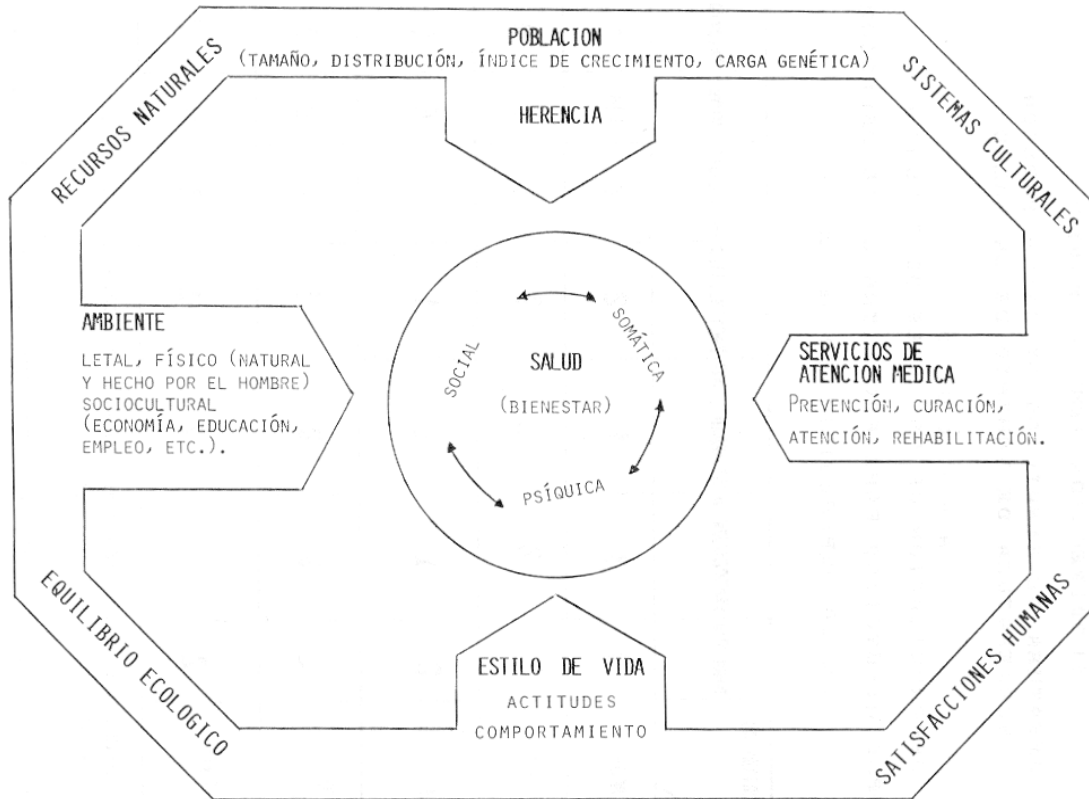 POBLACION
(TAMAÑO, DISTRIBUCIÓN, ÍNDICE DE CRECIMIENTO, CARGA GENÉTICA)
HERENCIA
RECURSOS NATURALES
SISTEMAS CULTURALES
AMBIENTE
LETAL, FÍSICO (NATURAL
Y HECHO POR EL HOMBRE)
SOCIOCULTURAL
(ECONOMÍA, EDUCACIÓN,
EMPLEO, ETC.).
SOCIAL
SOMÁTICA
SALUD
(BIENESTAR)
PSÍQUICA
SERVICIOS DE
ATENCION MEDICA
PREVENCIÓN, CURACIÓN,
ATENCIÓN, REHABILITACIÓN.
EQUILIBRIO ECOLOGICO
ESTILO DE VIDA
ACTITUDES
COMPORTAMIENTO
SATISFACCIONES HUMANAS